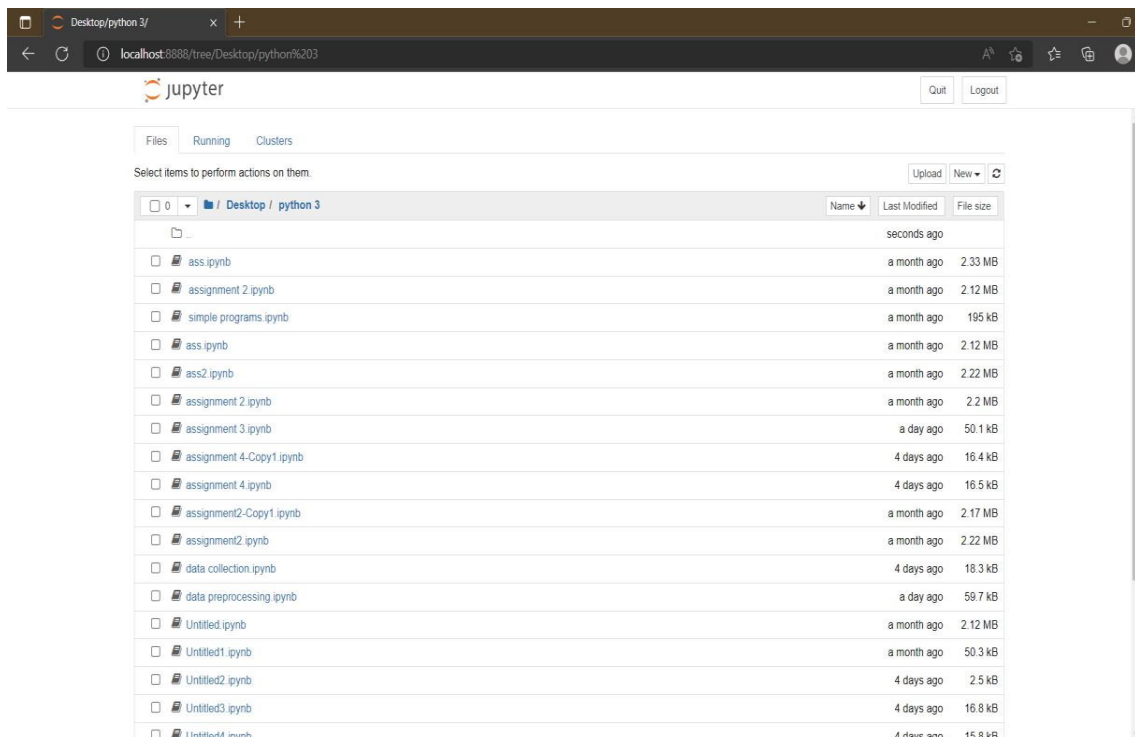 Desktop/python 3/
localhost:8888/tree/Desktop/python%203
jupyter
Quit Logout
Files Running Clusters
Select items to perform actions on them.
Upload New
0 / Desktop / python 3 Name Last Modified File size
.. seconds ago
ass.ipynb a month ago 2.33 MB
assignment 2.ipynb a month ago 2.12 MB
simple programs.ipynb a month ago 195 kB
ass.ipynb a month ago 2.12 MB
ass2.ipynb a month ago 2.22 MB
assignment 2.ipynb a month ago 2.2 MB
assignment 3.ipynb a day ago 50.1 kB
assignment 4-Copy1.ipynb 4 days ago 16.4 kB
assignment 4.ipynb 4 days ago 16.5 kB
assignment2-Copy1.ipynb a month ago 2.17 MB
assignment2.ipynb a month ago 2.22 MB
data collection.ipynb 4 days ago 18.3 kB
data preprocessing.ipynb a day ago 59.7 kB
Untitled.ipynb a month ago 2.12 MB
Untitled1.ipynb a month ago 50.3 kB
Untitled2.ipynb 4 days ago 2.5 kB
Untitled3.ipynb 4 days ago 16.8 kB
Untitled4.ipynb 4 days ago 15.8 kB